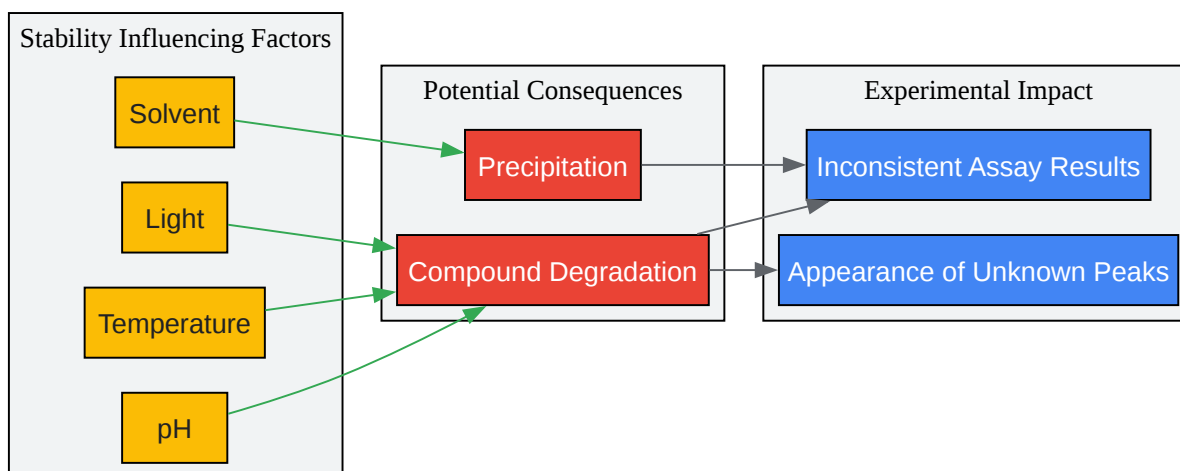 Stability Influencing Factors
Solvent
Light
Temperature
pH
Potential Consequences
Precipitation
Compound Degradation
Experimental Impact
Inconsistent Assay Results
Appearance of Unknown Peaks